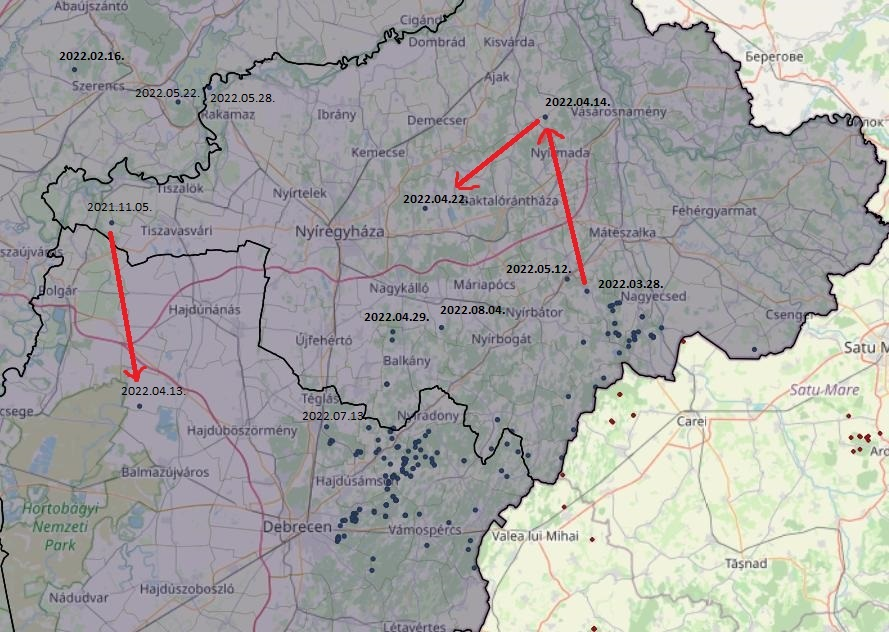 Abaújszántó
Cigánd
Dombrád
Kisvárda
2022.02.16.
Берегове
Szerencs
Ajak
2022.05.22.
2022.05.28.
2022.04.14.
Rakamaz
Ibrány
Demecser
Vásárosnamény
Kemecse
Tiszalök
Nyírtelek
2022.04.22.
Baktalórántháza
2021.11.05.
Fehérgyarmat
Tiszavasvári
Nyíregyháza
Mátészalka
2022.05.12.
2022.03.28.
Polgár
Nagykálló
Máriapócs
Nagyecsed
Hajdúnánás
2022.04.29.
2022.08.04.
Nyírbátor
Csenger
Újfehértó
Nyírbogát
Satu M
Balkány
2022.04.13.
Téglás
Satu Mare
csege
2022.07.13.
Nyíradony
Carei
Hajdúböszörmény
Ard
Balmazújváros
Hajdúsámson
Hortobágyi
Nemzeti
Park
Debrecen
Vámospércs
Valea lui Mihai
Tășnad
Hajdúszoboszló
Nádudvar
Létavértes